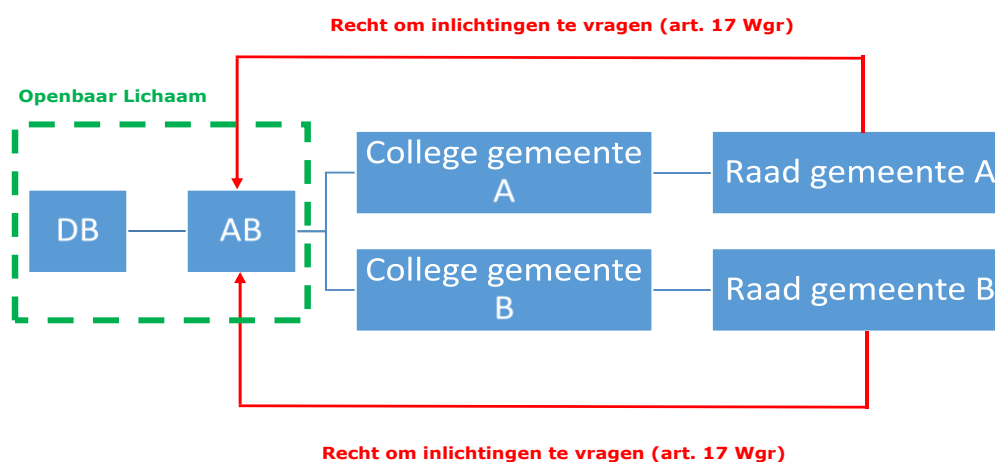 Recht om inlichtingen te vragen (art. 17 Wgr)
Openbaar Lichaam
DB
AB
College gemeente
A
Raad gemeente A
College gemeente
B
Raad gemeente B
Recht om inlichtingen te vragen (art. 17 Wgr)